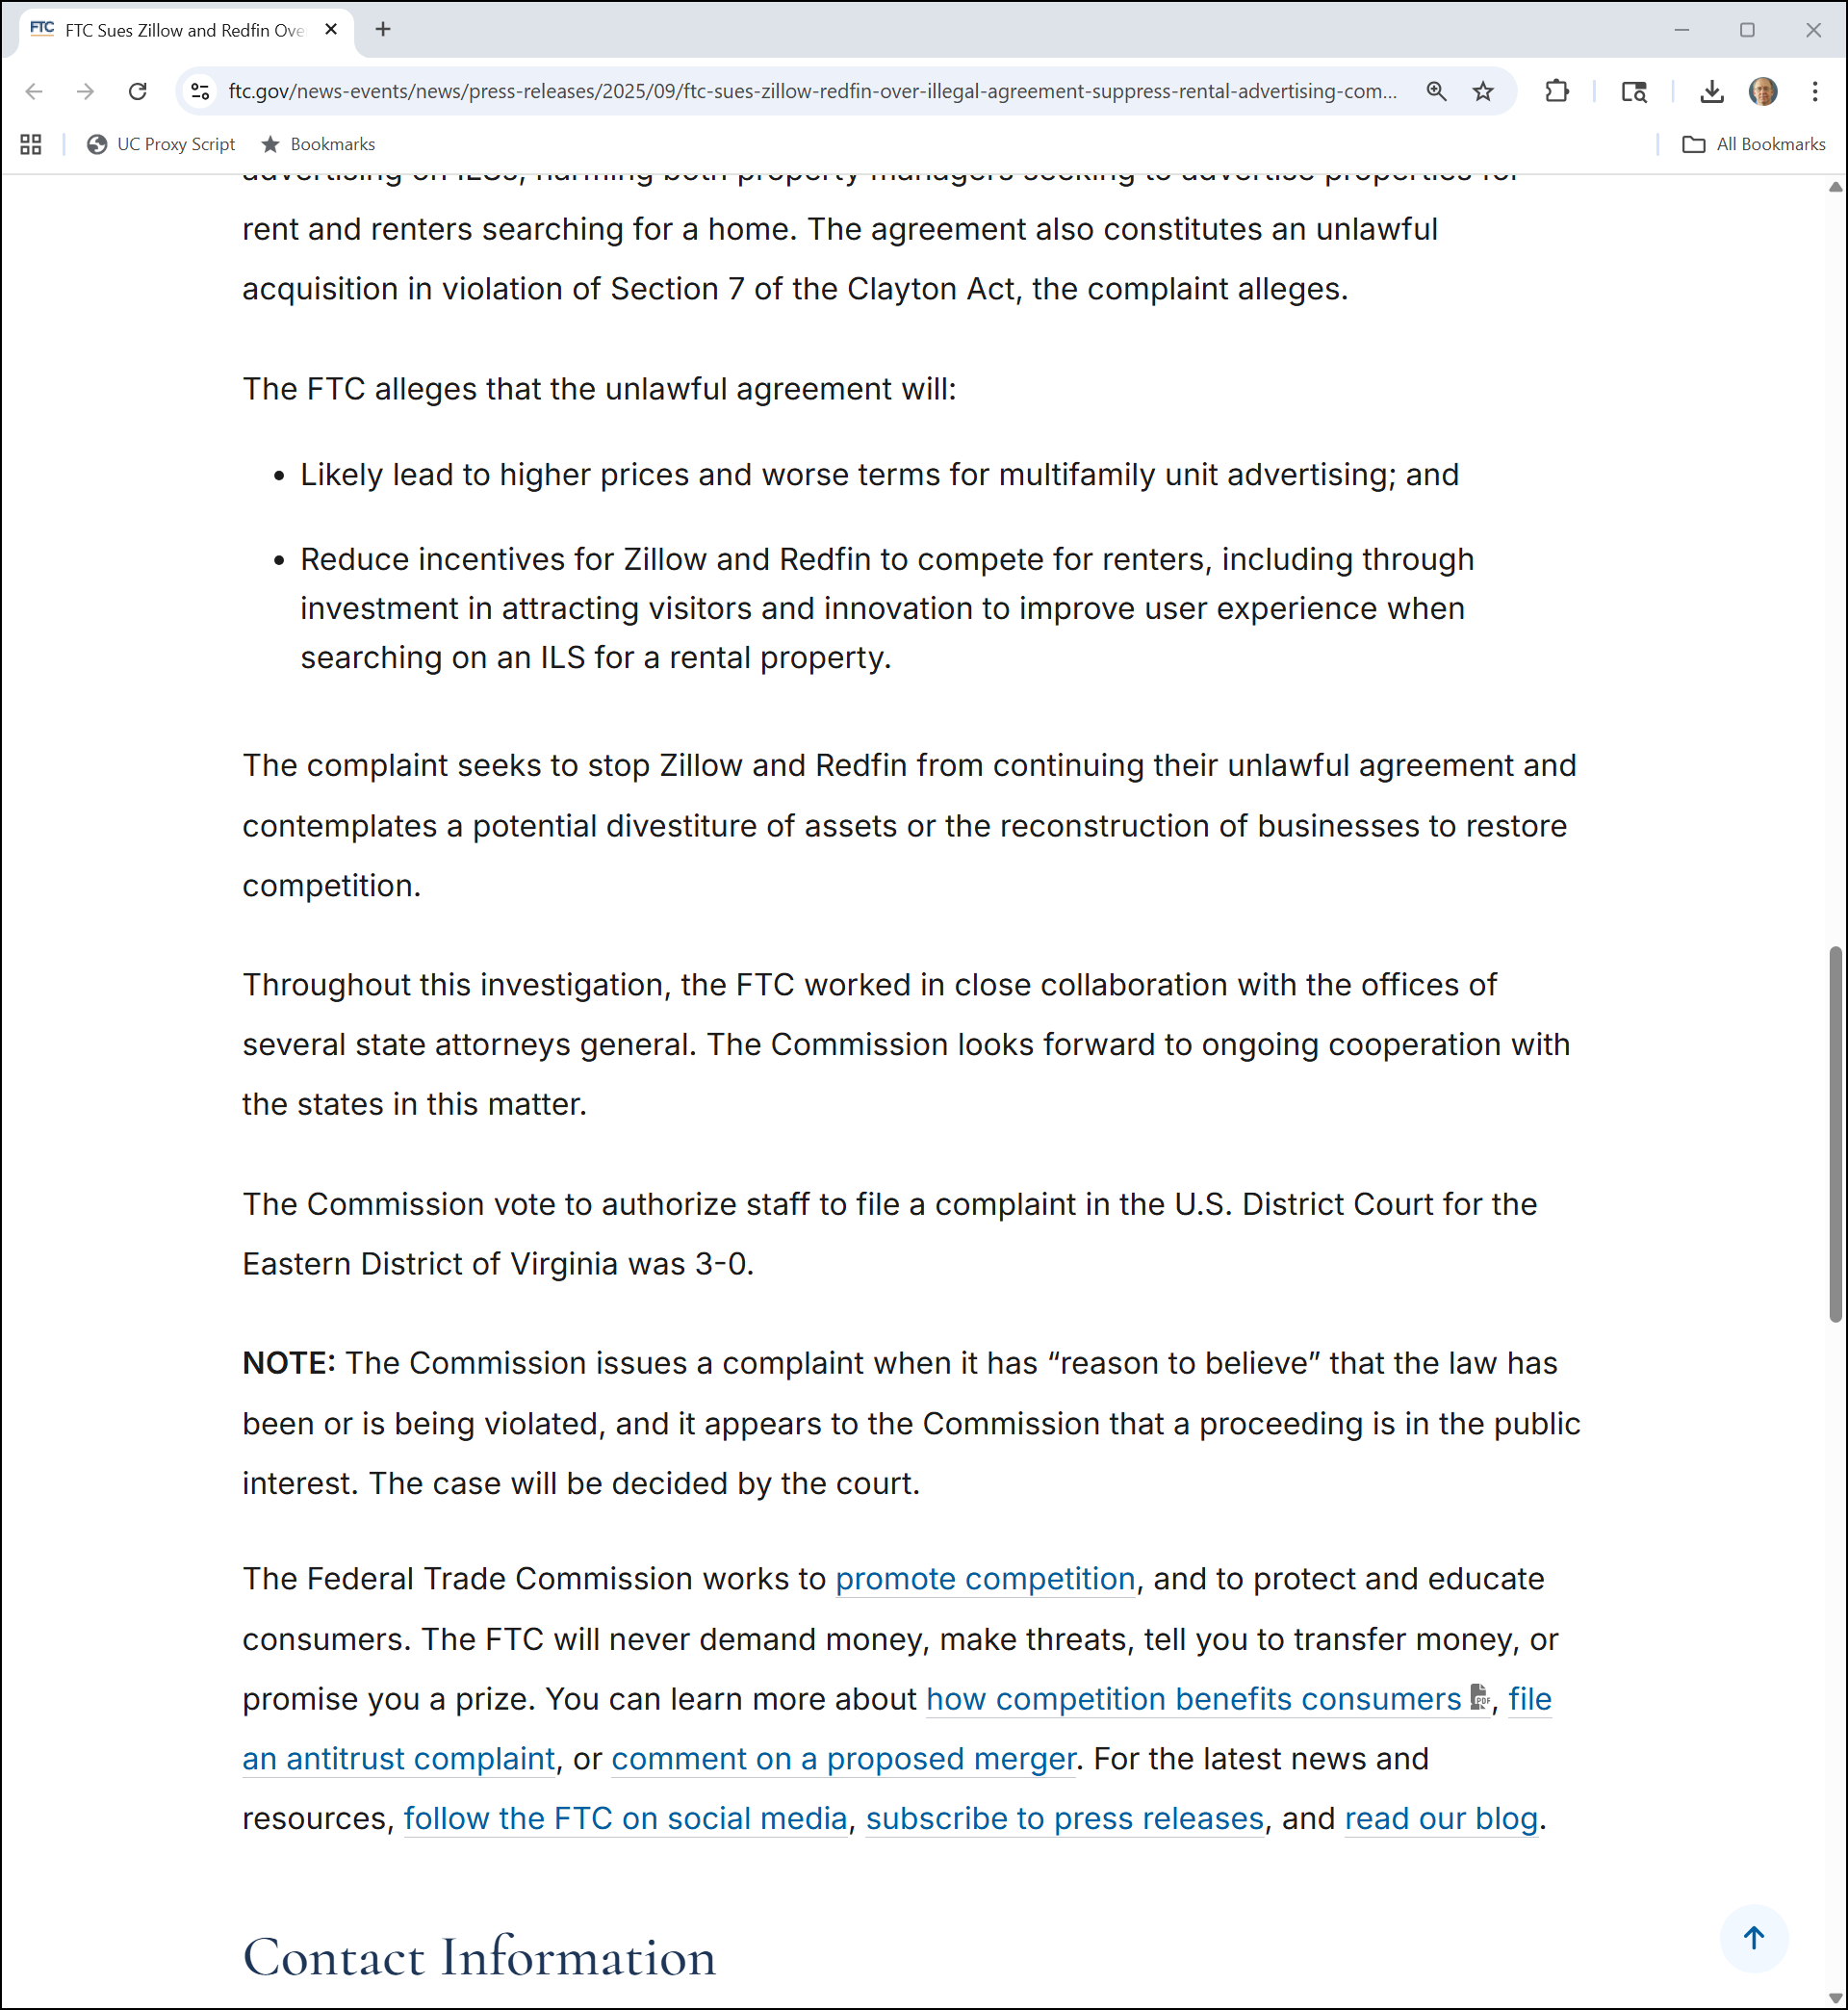 FTC FTC Sues Zillow and Redfin Ove
ftc.gov/news-events/news/press-releases/2025/09/ftc-sues-zillow-redfin-over-illegal-agreement-suppress-rental-advertising-com...
UC Proxy Script Bookmarks All Bookmarks
advertising on ILSs, harming both property managers seeking to advertise properties for
rent and renters searching for a home. The agreement also constitutes an unlawful
acquisition in violation of Section 7 of the Clayton Act, the complaint alleges.
The FTC alleges that the unlawful agreement will:
• Likely lead to higher prices and worse terms for multifamily unit advertising; and
• Reduce incentives for Zillow and Redfin to compete for renters, including through
investment in attracting visitors and innovation to improve user experience when
searching on an ILS for a rental property.
The complaint seeks to stop Zillow and Redfin from continuing their unlawful agreement and
contemplates a potential divestiture of assets or the reconstruction of businesses to restore
competition.
Throughout this investigation, the FTC worked in close collaboration with the offices of
several state attorneys general. The Commission looks forward to ongoing cooperation with
the states in this matter.
The Commission vote to authorize staff to file a complaint in the U.S. District Court for the
Eastern District of Virginia was 3-0.
NOTE: The Commission issues a complaint when it has “reason to believe” that the law has
been or is being violated, and it appears to the Commission that a proceeding is in the public
interest. The case will be decided by the court.
The Federal Trade Commission works to promote competition, and to protect and educate
consumers. The FTC will never demand money, make threats, tell you to transfer money, or
promise you a prize. You can learn more about how competition benefits consumers PDF, file
an antitrust complaint, or comment on a proposed merger. For the latest news and
resources, follow the FTC on social media, subscribe to press releases, and read our blog.
Contact Information